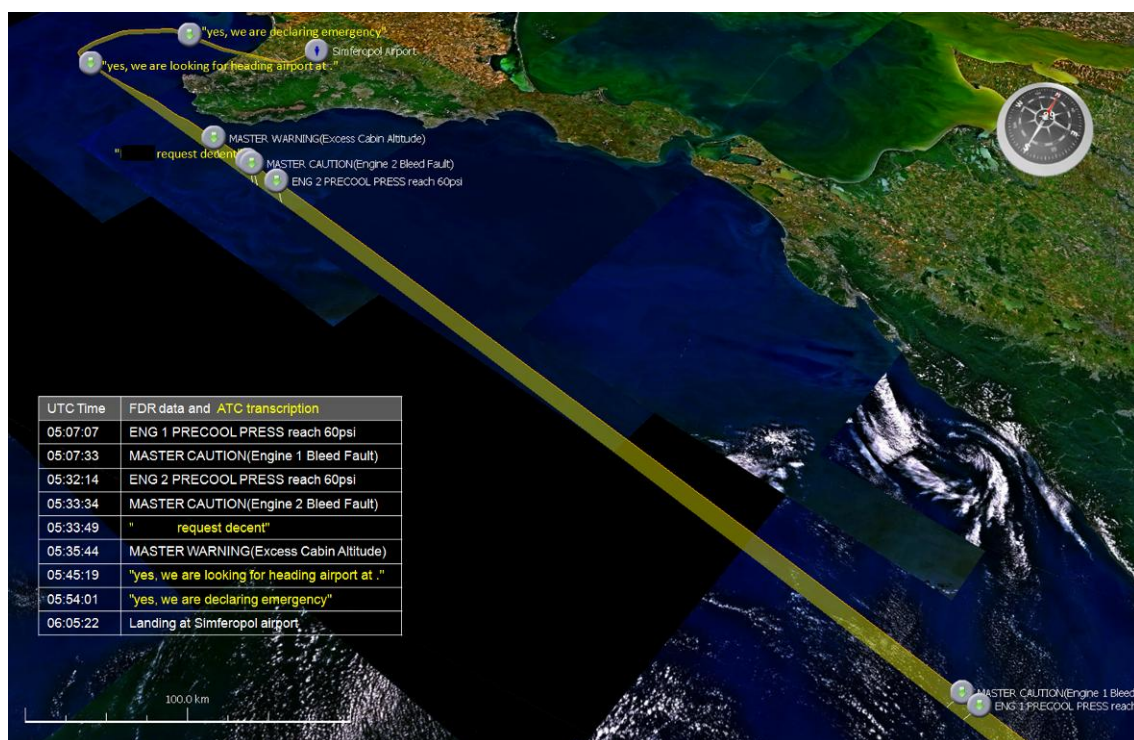 "yes, we are declaring emergency"
Simferopol Airport
"yes, we are looking for heading airport at ."
MASTER WARNING(Excess Cabin Altitude)
" request decent"
MASTER CAUTION(Engine 2 Bleed Fault)
ENG 2 PRECOOL PRESS reach 60psi
UTC Time FDR data and ATC transcription
05:07:07 ENG 1 PRECOOL PRESS reach 60psi
05:07:33 MASTER CAUTION(Engine 1 Bleed Fault)
05:32:14 ENG 2 PRECOOL PRESS reach 60psi
05:33:34 MASTER CAUTION(Engine 2 Bleed Fault)
05:33:49 " request decent"
05:35:44 MASTER WARNING(Excess Cabin Altitude)
05:45:19 "yes, we are looking for heading airport at ."
05:54:01 "yes, we are declaring emergency"
06:05:22 Landing at Simferopol airport
100.0 km
MASTER CAUTION(Engine 1 Bleed
ENG 1 PRECOOL PRESS reach